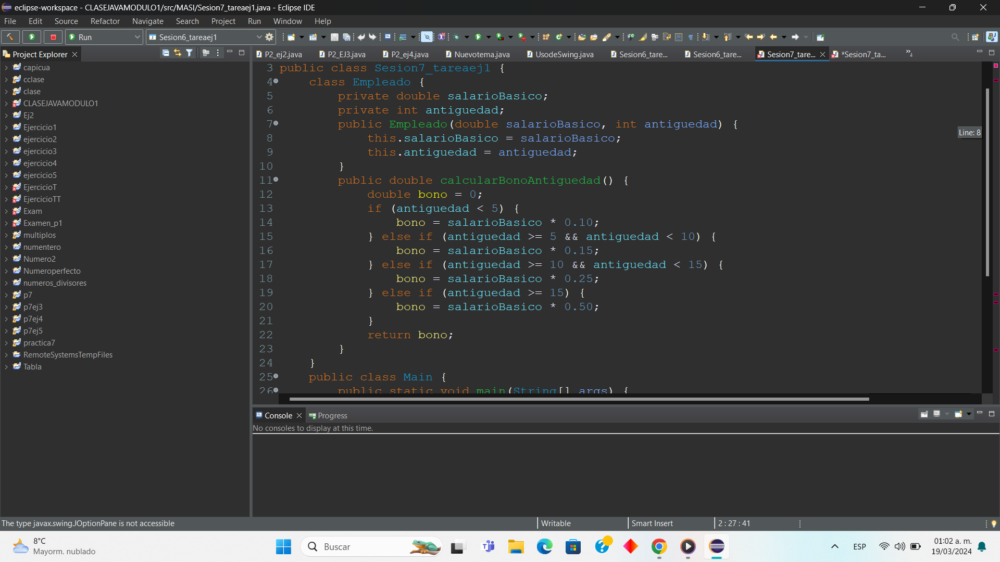 eclipse-workspace - CLASEJAVAMODULO1/src/MASI/Sesion7_tareaej1.java - Eclipse IDE
File Edit Source Refactor Navigate Search Project Run Window Help
Run Sesion6_tareaej1
Project Explorer
P2_ej2.java P2_EJ3.java P2_ej4.java Nuevotema.java UsodeSwing.java Sesion6_tare... Sesion6_tare... Sesion7_tare... *Sesion7_ta... »4
capicua
cclase
clase
CLASEJAVAMODULO1
Ej2
Ejercicio1
ejercicio2
ejercicio3
ejercicio4
ejercicio5
EjercicioT
EjercicioTT
Exam
Examen_p1
multiplos
numentero
Numero2
Numeroperfecto
numeros_divisores
p7
p7ej3
p7ej4
p7ej5
practica7
RemoteSystemsTempFiles
Tabla
3 public class Sesion7_tareaej1 {
4 class Empleado {
5 private double salarioBasico;
6 private int antiguedad;
7 public Empleado(double salarioBasico, int antiguedad) {
8 this.salarioBasico = salarioBasico;
9 this.antiguedad = antiguedad;
10 }
11 public double calcularBonoAntiguedad() {
12 double bono = 0;
13 if (antiguedad < 5) {
14 bono = salarioBasico * 0.10;
15 } else if (antiguedad >= 5 && antiguedad < 10) {
16 bono = salarioBasico * 0.15;
17 } else if (antiguedad >= 10 && antiguedad < 15) {
18 bono = salarioBasico * 0.25;
19 } else if (antiguedad >= 15) {
20 bono = salarioBasico * 0.50;
21 }
22 return bono;
23 }
24 }
25 public class Main {
26 public static void main(String[] args) {
Line: 8
Console Progress
No consoles to display at this time.
The type javax.swing.JOptionPane is not accessible Writable Smart Insert 2 : 27 : 41
8°C
Mayorm. nublado
Buscar
ESP
01:02 a. m.
19/03/2024